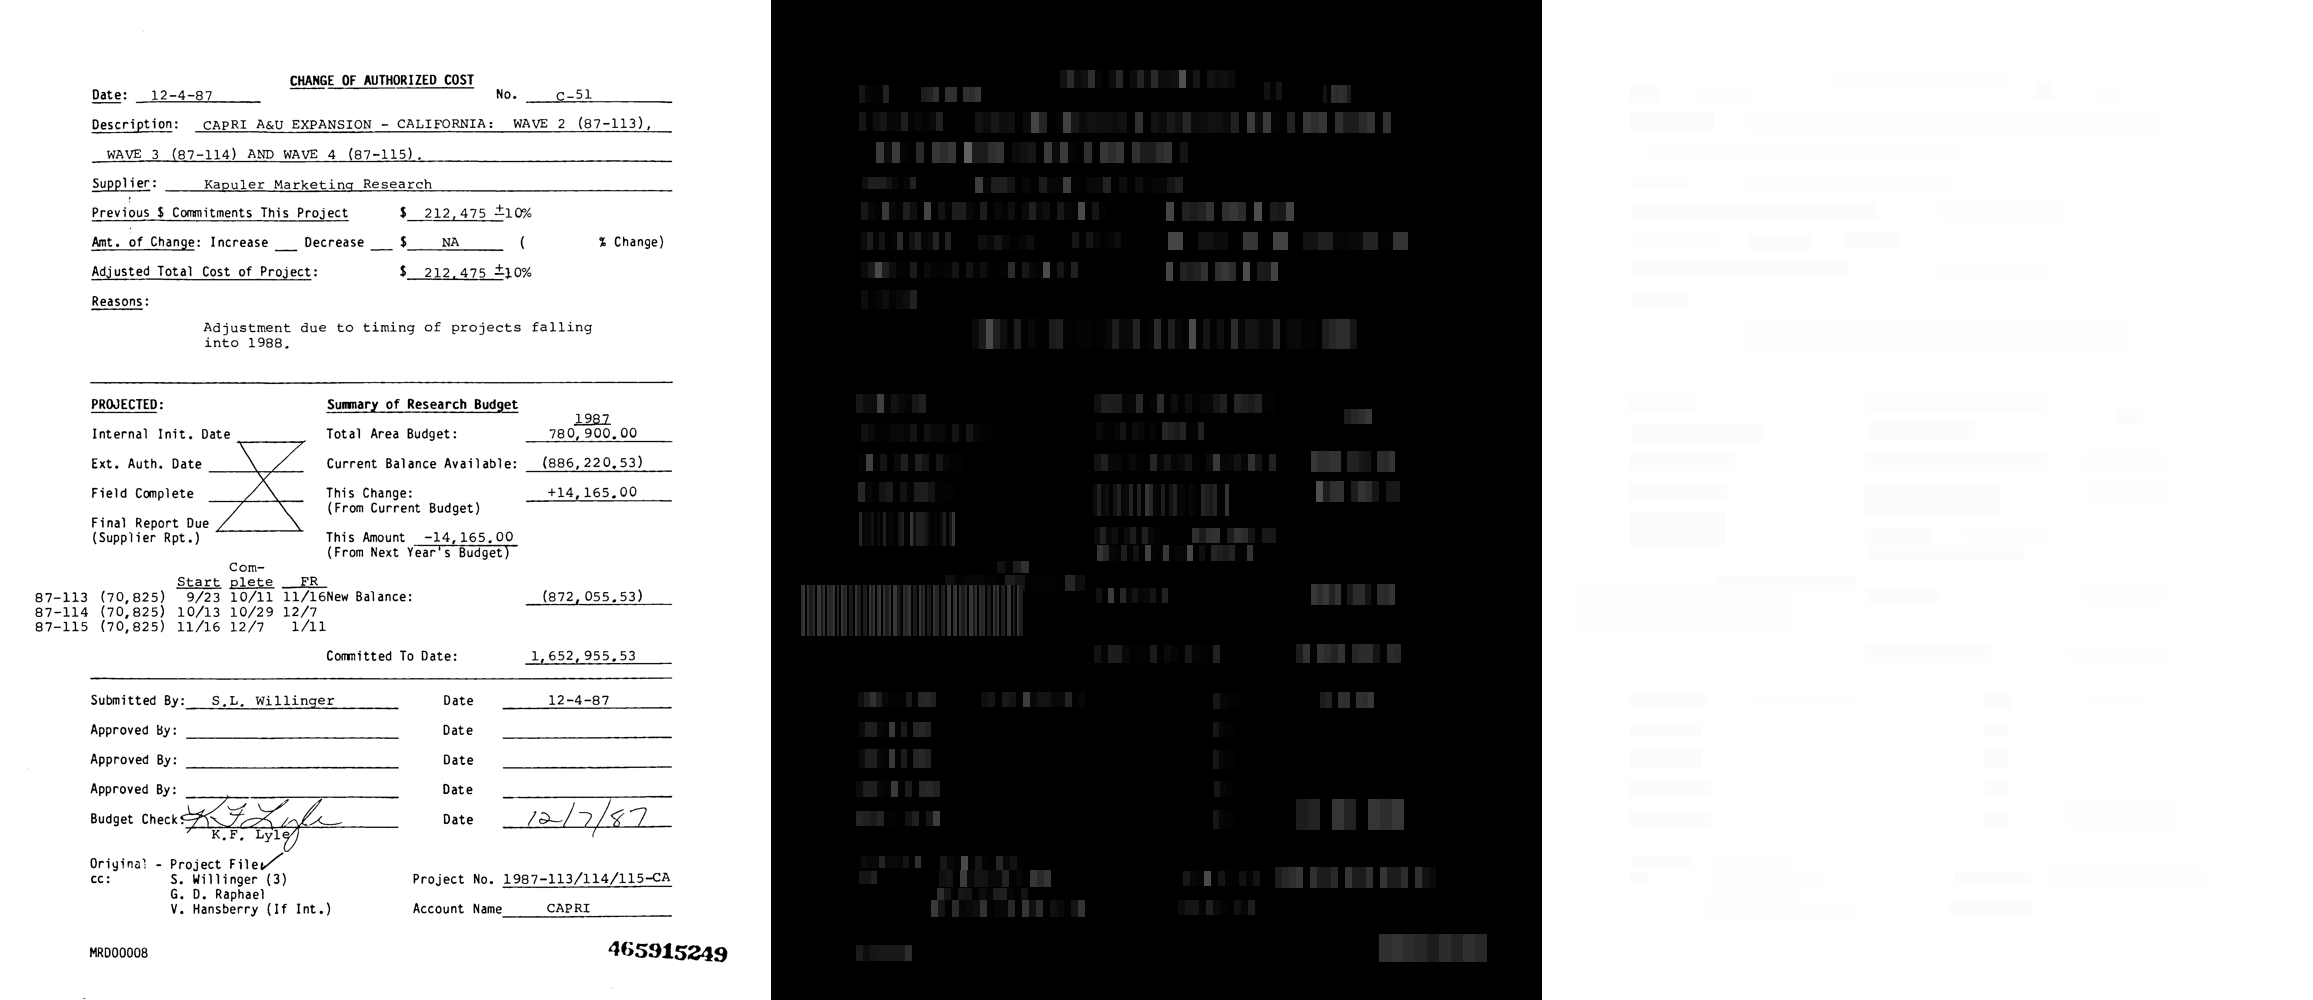 CHANGE OF AUTHORIZED COST
Date: 12-4-87 No. C-51
Description: CAPRI A&U EXPANSION - CALIFORNIA: WAVE 2 (87-113),
WAVE 3 (87-114) AND WAVE 4 (87-115).
Supplier: Kapuler Marketing Research
Previous $ Commitments This Project $ 212,475 ±10%
Amt. of Change: Increase ___ Decrease ___ $ NA ( % Change)
Adjusted Total Cost of Project: $ 212,475 ±10%
Reasons:
Adjustment due to timing of projects falling
into 1988.
PROJECTED: Summary of Research Budget
1987
Internal Init. Date Total Area Budget: 780,900.00
Ext. Auth. Date Current Balance Available: (886,220.53)
Field Complete This Change: +14,165.00
(From Current Budget)
Final Report Due
(Supplier Rpt.) This Amount -14,165.00
(From Next Year's Budget)
Com-
Start plete FR
87-113 (70,825) 9/23 10/11 11/16 New Balance: (872,055.53)
87-114 (70,825) 10/13 10/29 12/7
87-115 (70,825) 11/16 12/7 1/11
Committed To Date: 1,652,955.53
Submitted By: S.L. Willinger Date 12-4-87
Approved By: Date
Approved By: Date
Approved By: Date
Budget Check: K F Lyle Date 12/7/87
K.F. Lyle
Original - Project File ✓
cc: S. Willinger (3) Project No. 1987-113/114/115-CA
G. D. Raphael
V. Hansberry (If Int.) Account Name CAPRI
MRD00008 465915249